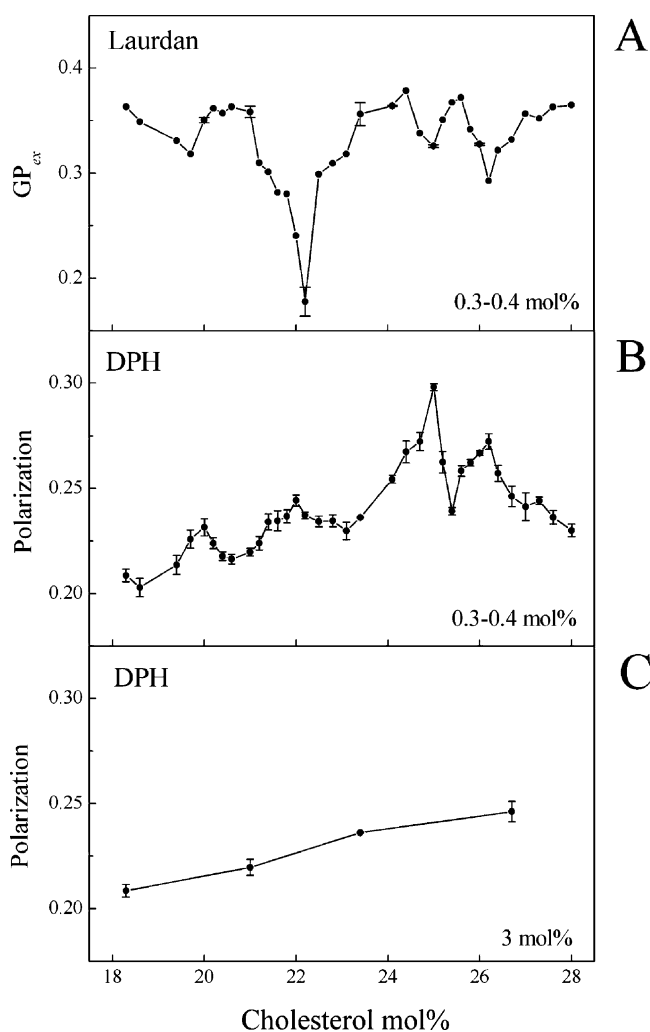 Laurdan
A
0.4
0.3
0.2
GPex
0.3-0.4 mol%
DPH
B
0.30
0.25
0.20
Polarization
0.3-0.4 mol%
DPH
C
0.30
0.25
0.20
Polarization
3 mol%
18 20 22 24 26 28
Cholesterol mol%